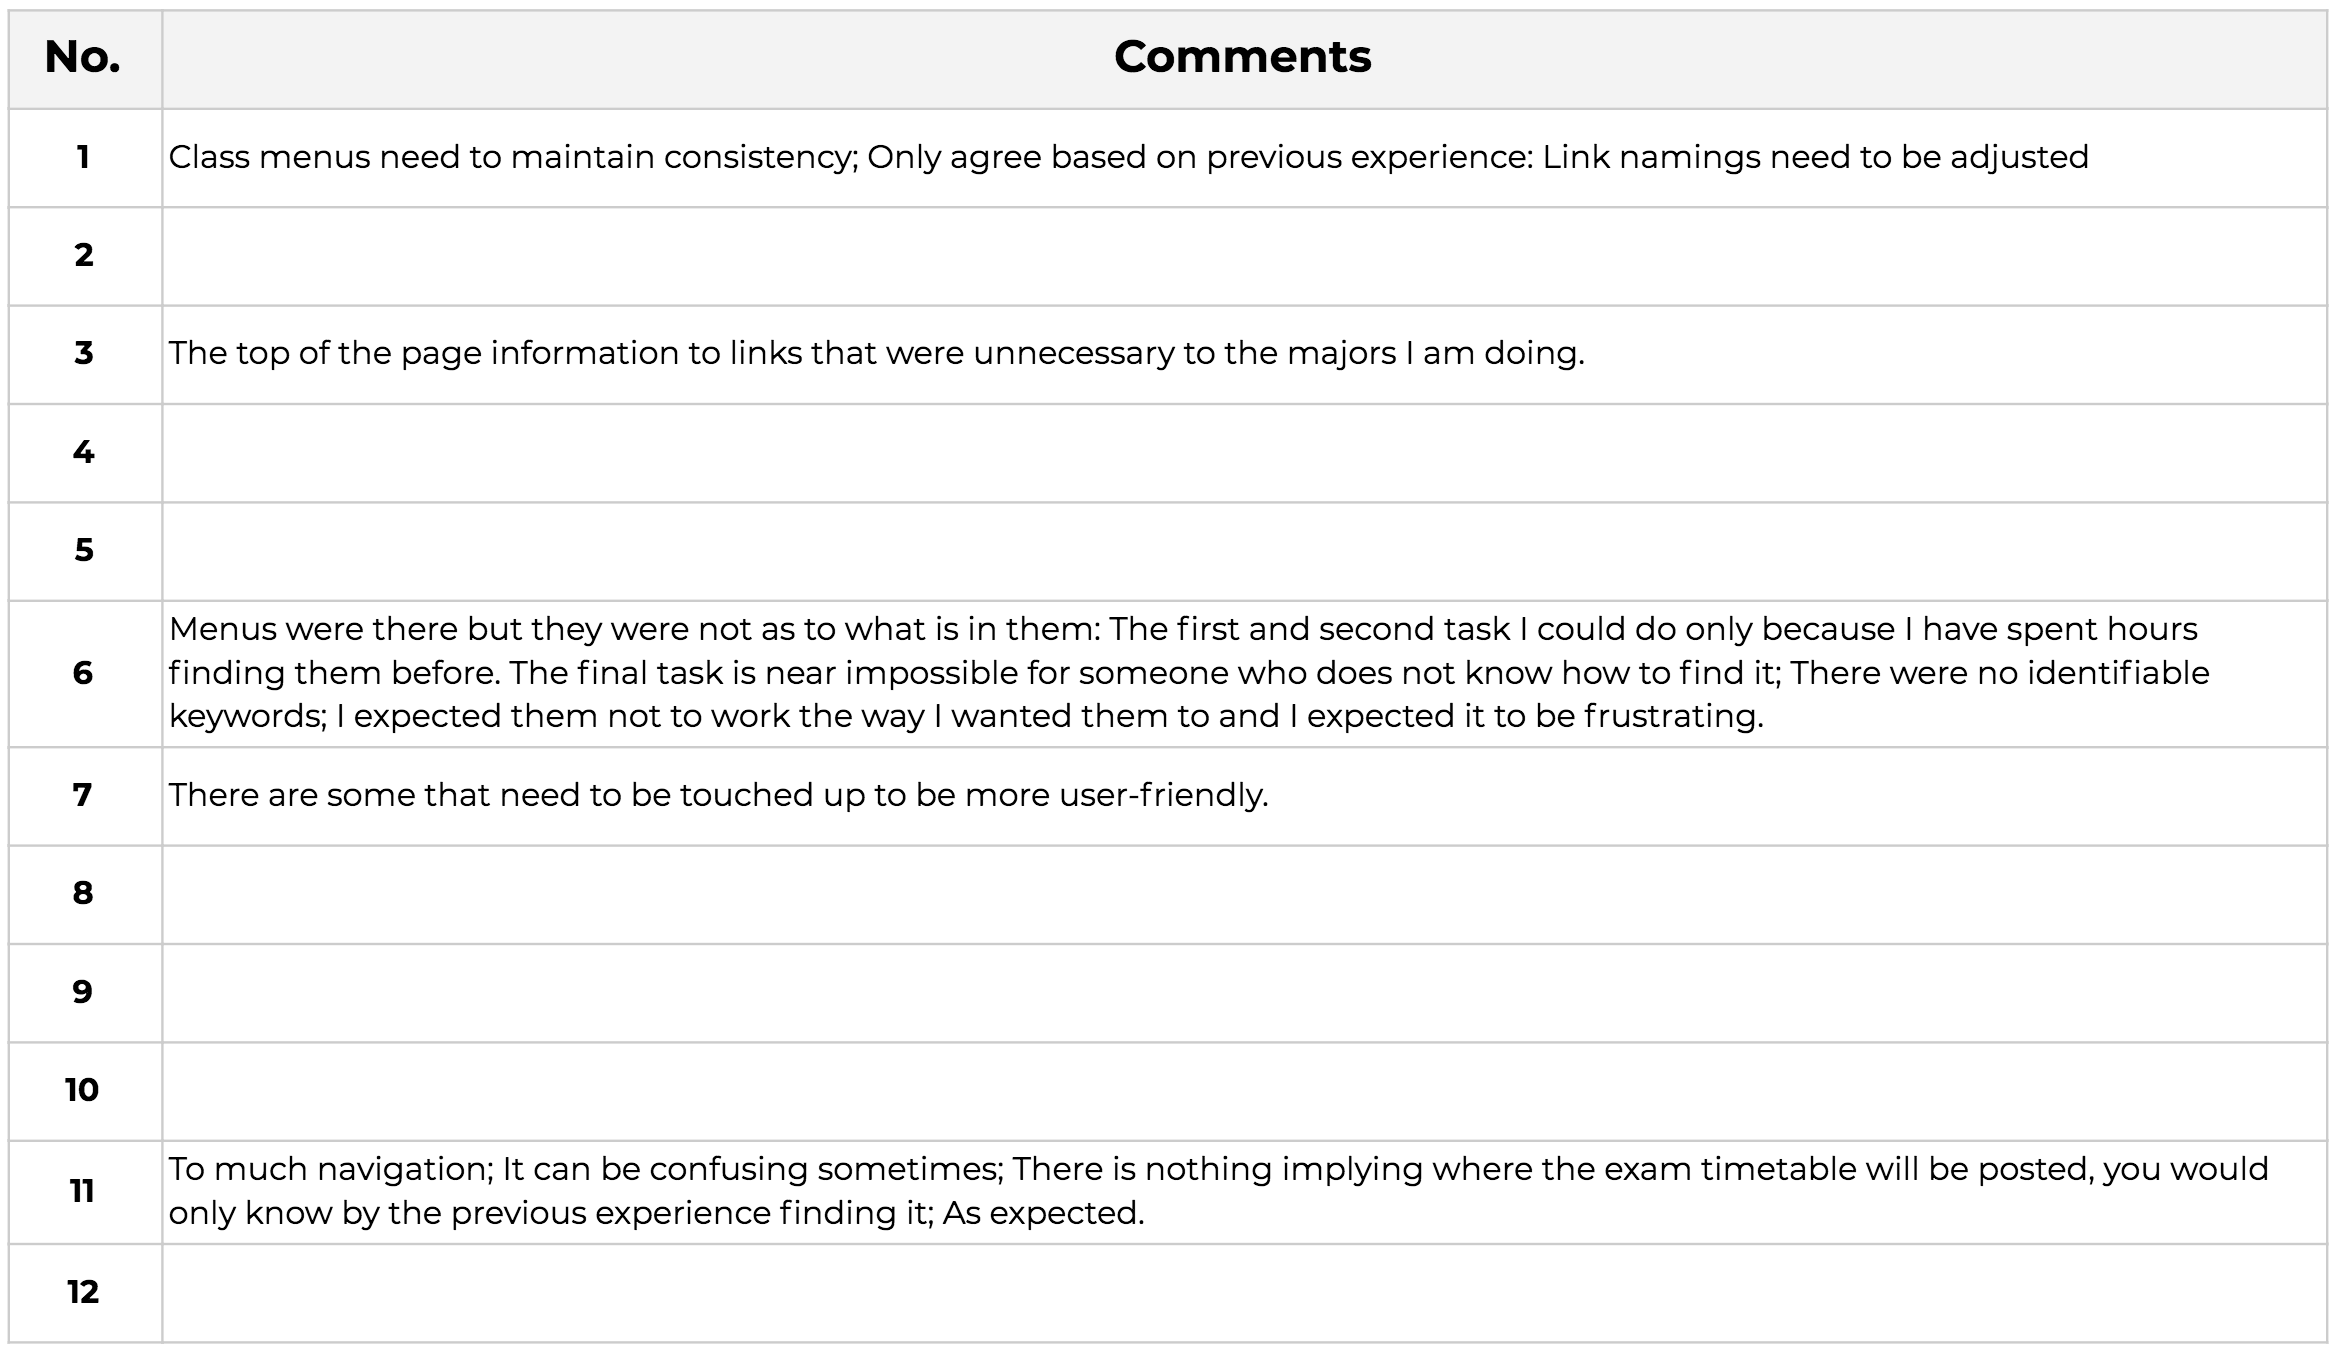 No. Comments
1 Class menus need to maintain consistency; Only agree based on previous experience: Link namings need to be adjusted
2
3 The top of the page information to links that were unnecessary to the majors I am doing.
4
5
6 Menus were there but they were not as to what is in them: The first and second task I could do only because I have spent hours
finding them before. The final task is near impossible for someone who does not know how to find it; There were no identifiable
keywords; I expected them not to work the way I wanted them to and I expected it to be frustrating.
7 There are some that need to be touched up to be more user-friendly.
8
9
10
11 To much navigation; It can be confusing sometimes; There is nothing implying where the exam timetable will be posted, you would
only know by the previous experience finding it; As expected.
12